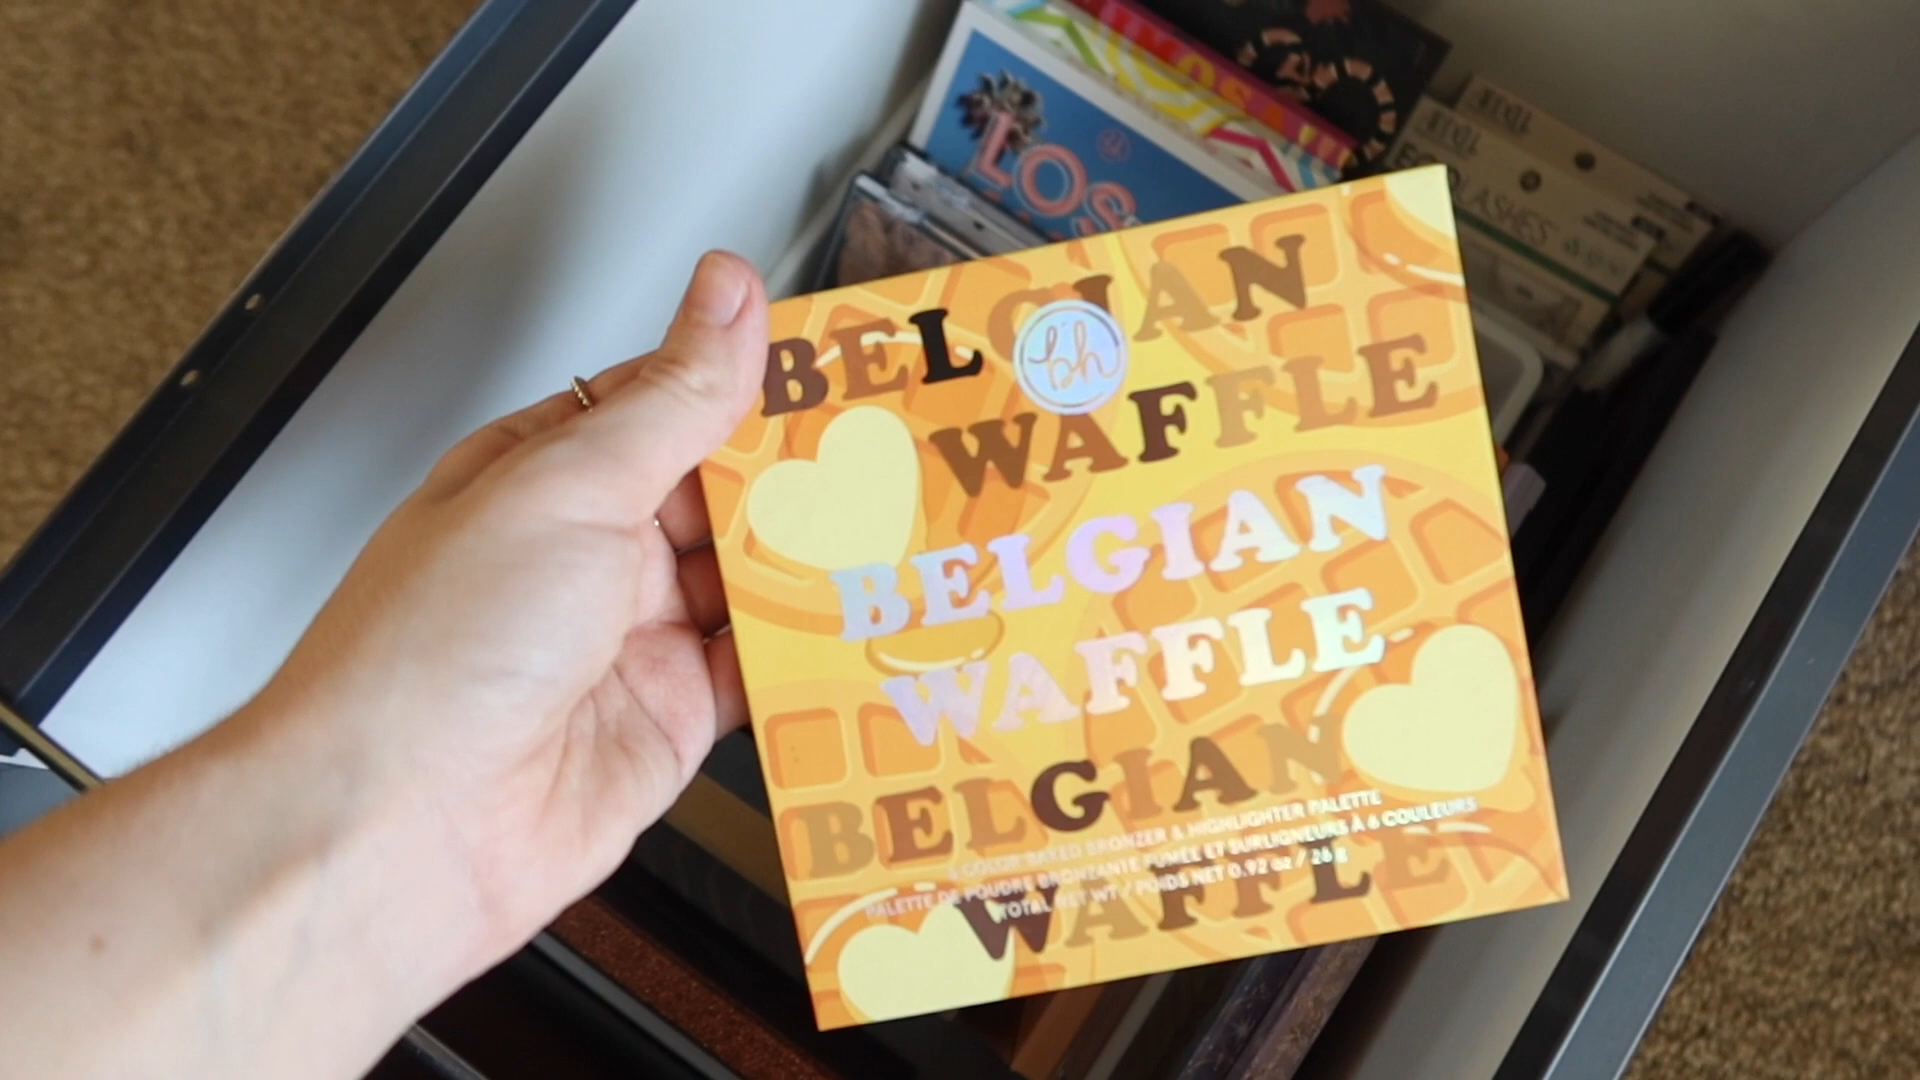 MOSA
LOS
LASHES
BELGIAN
bh
WAFFLE
BELGIAN
WAFFLE
BELGIAN
6 COLOR BAKED BRONZER & HIGHLIGHTER PALETTE
PALETTE DE POUDRE BRONZANTE FUMÉE ET SURLIGNEURS À 6 COULEURS
TOTAL NET WT / POIDS NET 0.92 oz / 26 g
WAFFLE